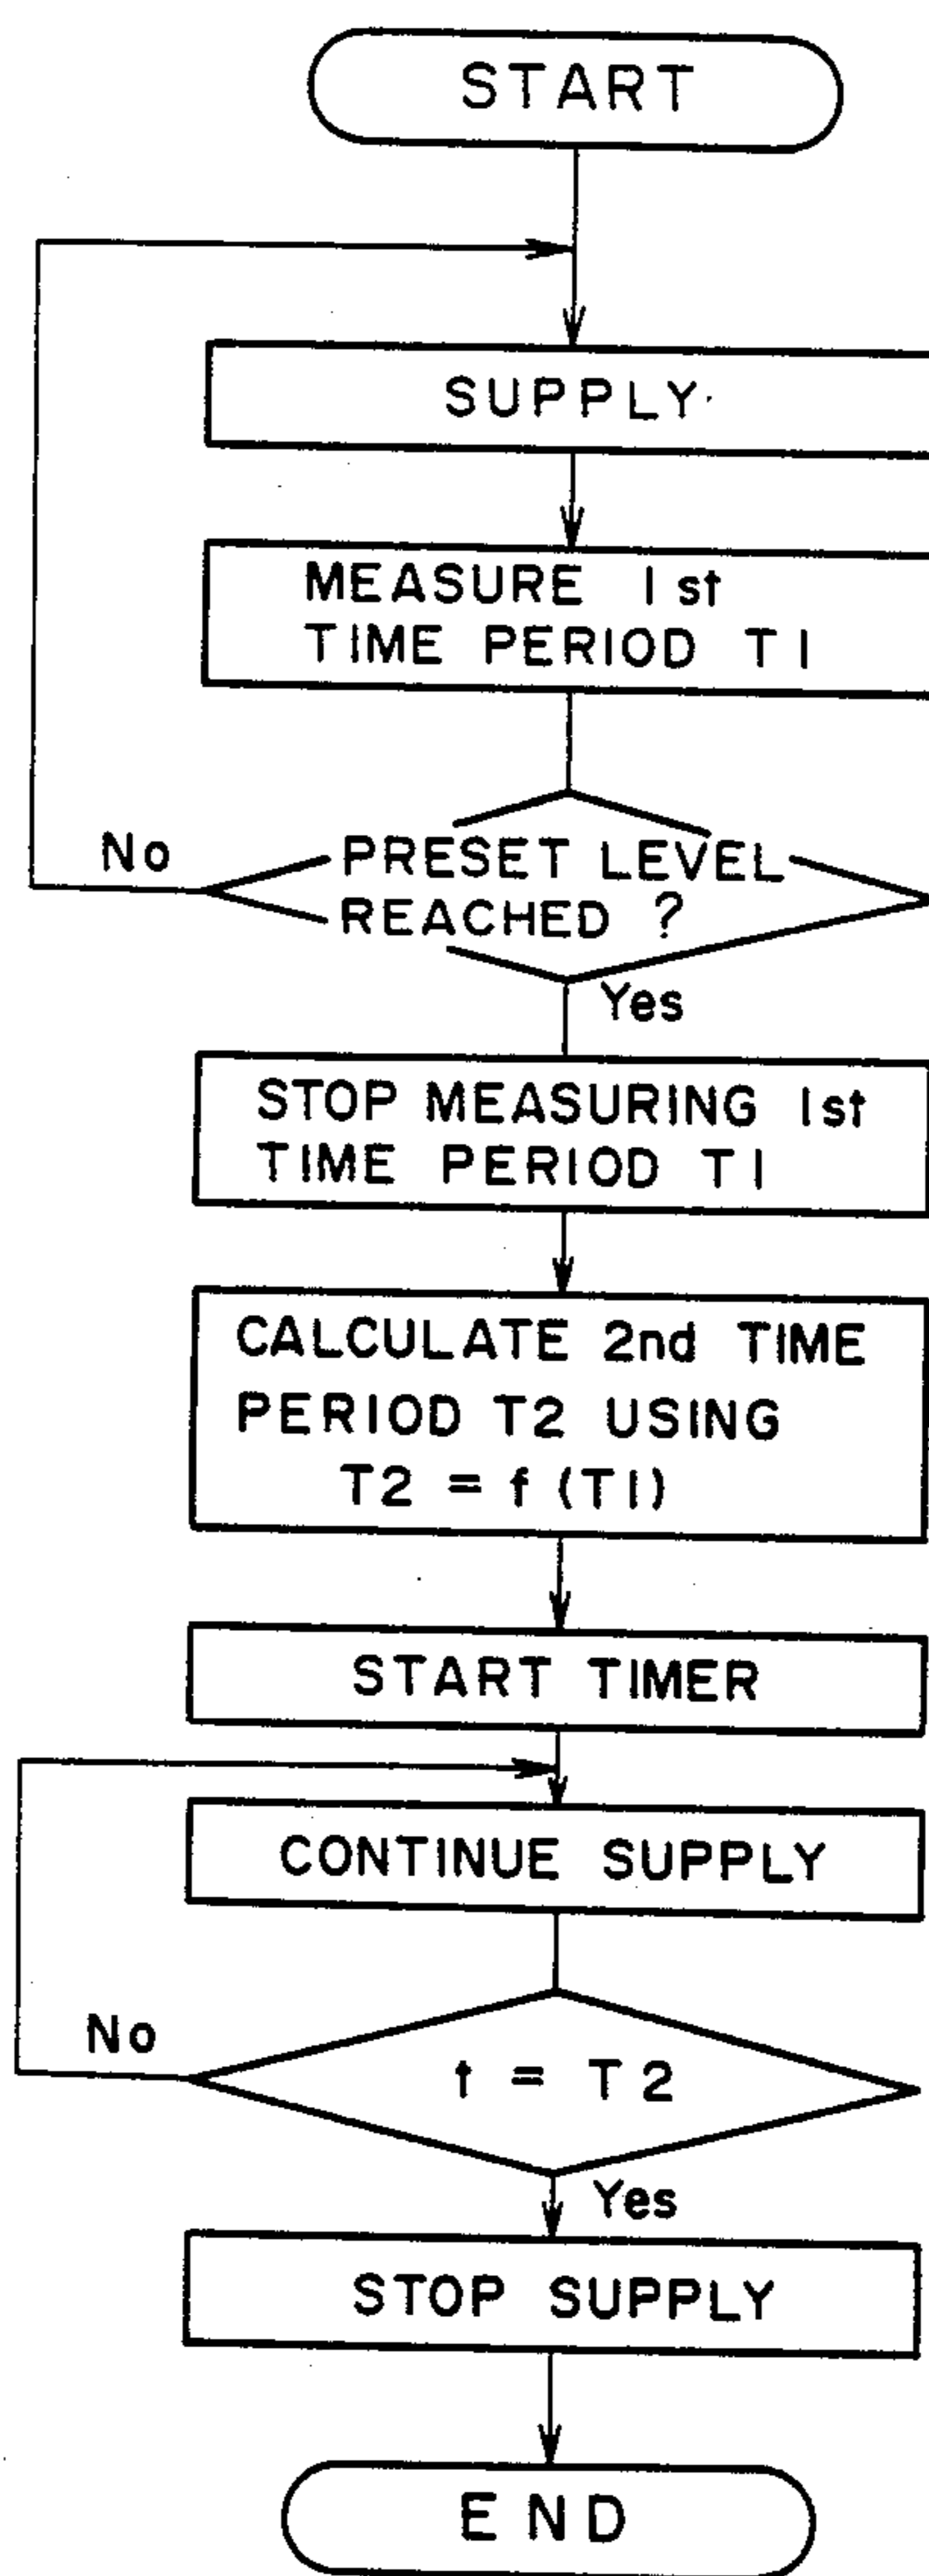 START
SUPPLY
MEASURE 1st
TIME PERIOD T1
No
PRESET LEVEL
REACHED ?
Yes
STOP MEASURING 1st
TIME PERIOD T1
CALCULATE 2nd TIME
PERIOD T2 USING
T2 = f (T1)
START TIMER
CONTINUE SUPPLY
No
t = T2
Yes
STOP SUPPLY
END